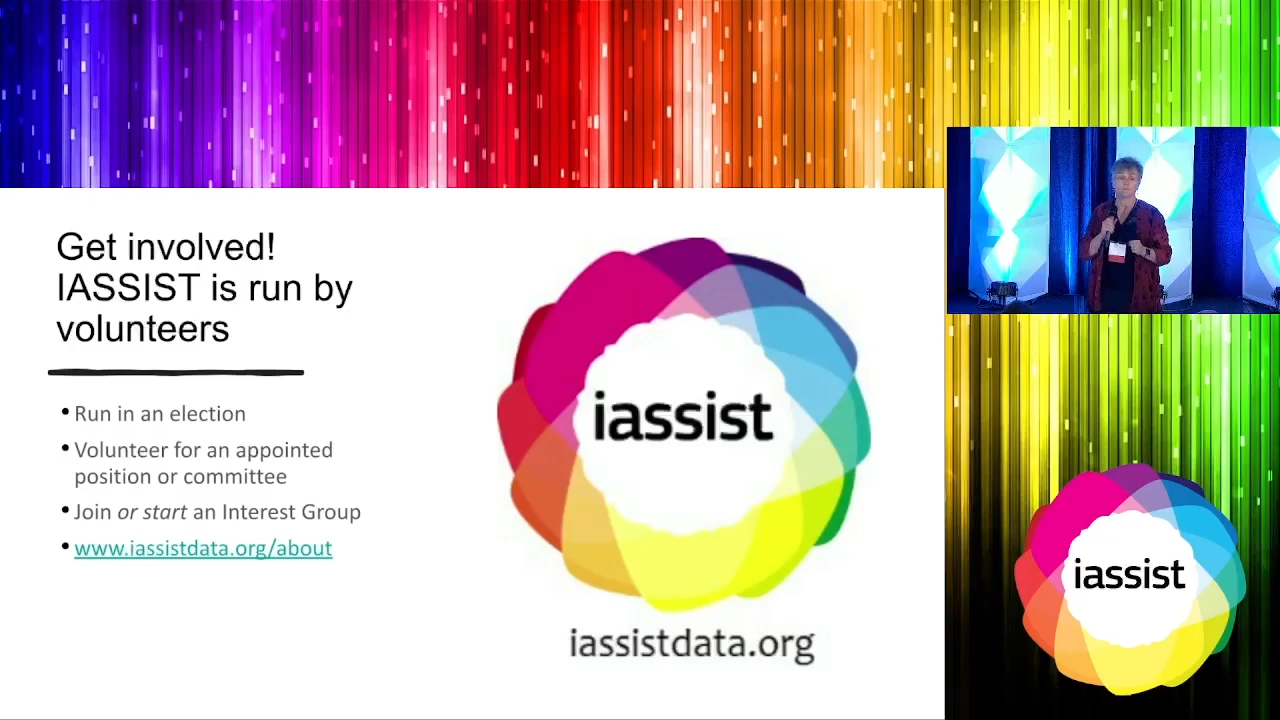 Get involved!
IASSIST is run by
volunteers
• Run in an election
• Volunteer for an appointed
position or committee
• Join or start an Interest Group
• www.iassistdata.org/about
iassist
iassistdata.org
iassist